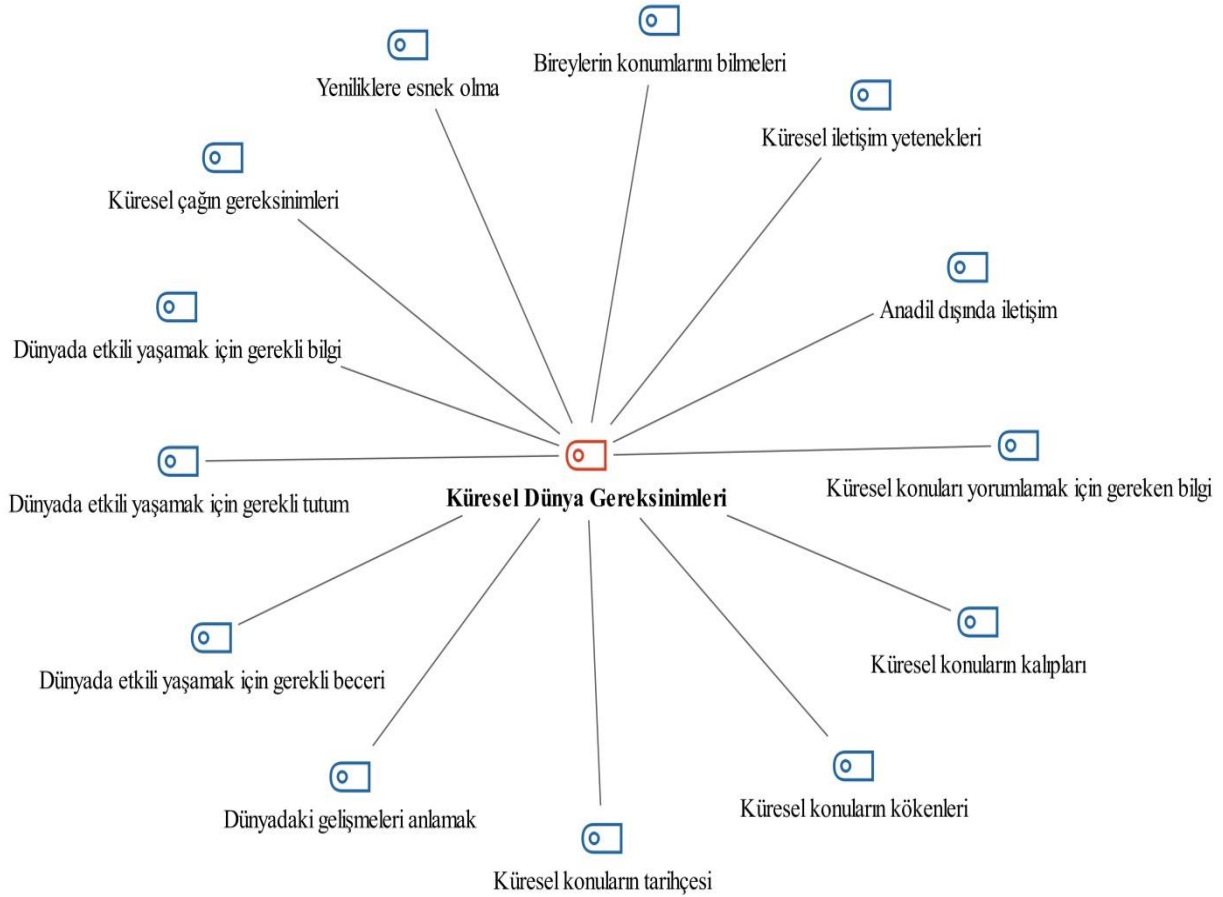 Bireylerin konumlarını bilmeleri
Yeniliklere esnek olma
Küresel iletişim yetenekleri
Küresel çağın gereksinimleri
Anadil dışında iletişim
Dünyada etkili yaşamak için gerekli bilgi
Küresel konuları yorumlamak için gereken bilgi
Dünyada etkili yaşamak için gerekli tutum
Küresel Dünya Gereksinimleri
Küresel konuların kalıpları
Dünyada etkili yaşamak için gerekli beceri
Küresel konuların kökenleri
Dünyadaki gelişmeleri anlamak
Küresel konuların tarihçesi